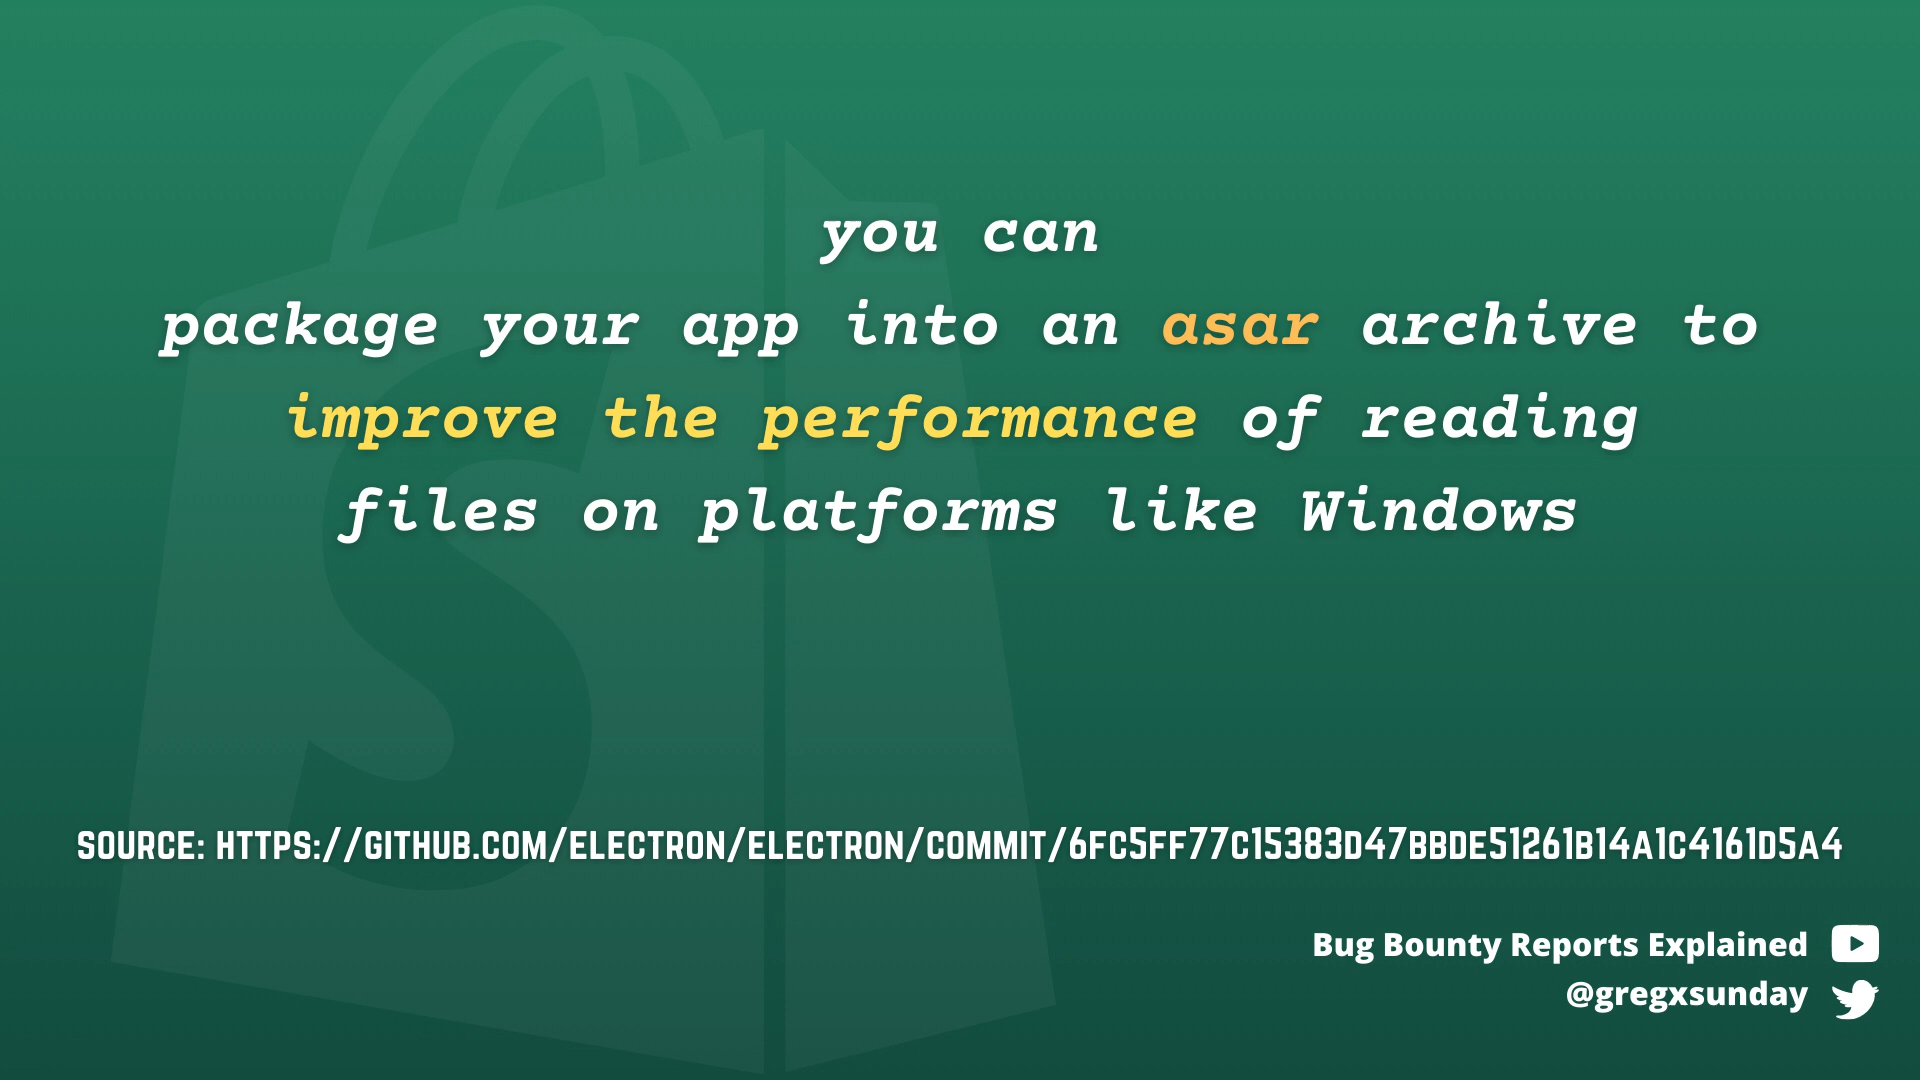 you can
package your app into an asar archive to
improve the performance of reading
files on platforms like Windows
SOURCE: HTTPS://GITHUB.COM/ELECTRON/ELECTRON/COMMIT/6FC5FF77C15383D47BBDE51261B14A1C4161D5A4
Bug Bounty Reports Explained
@gregxsunday